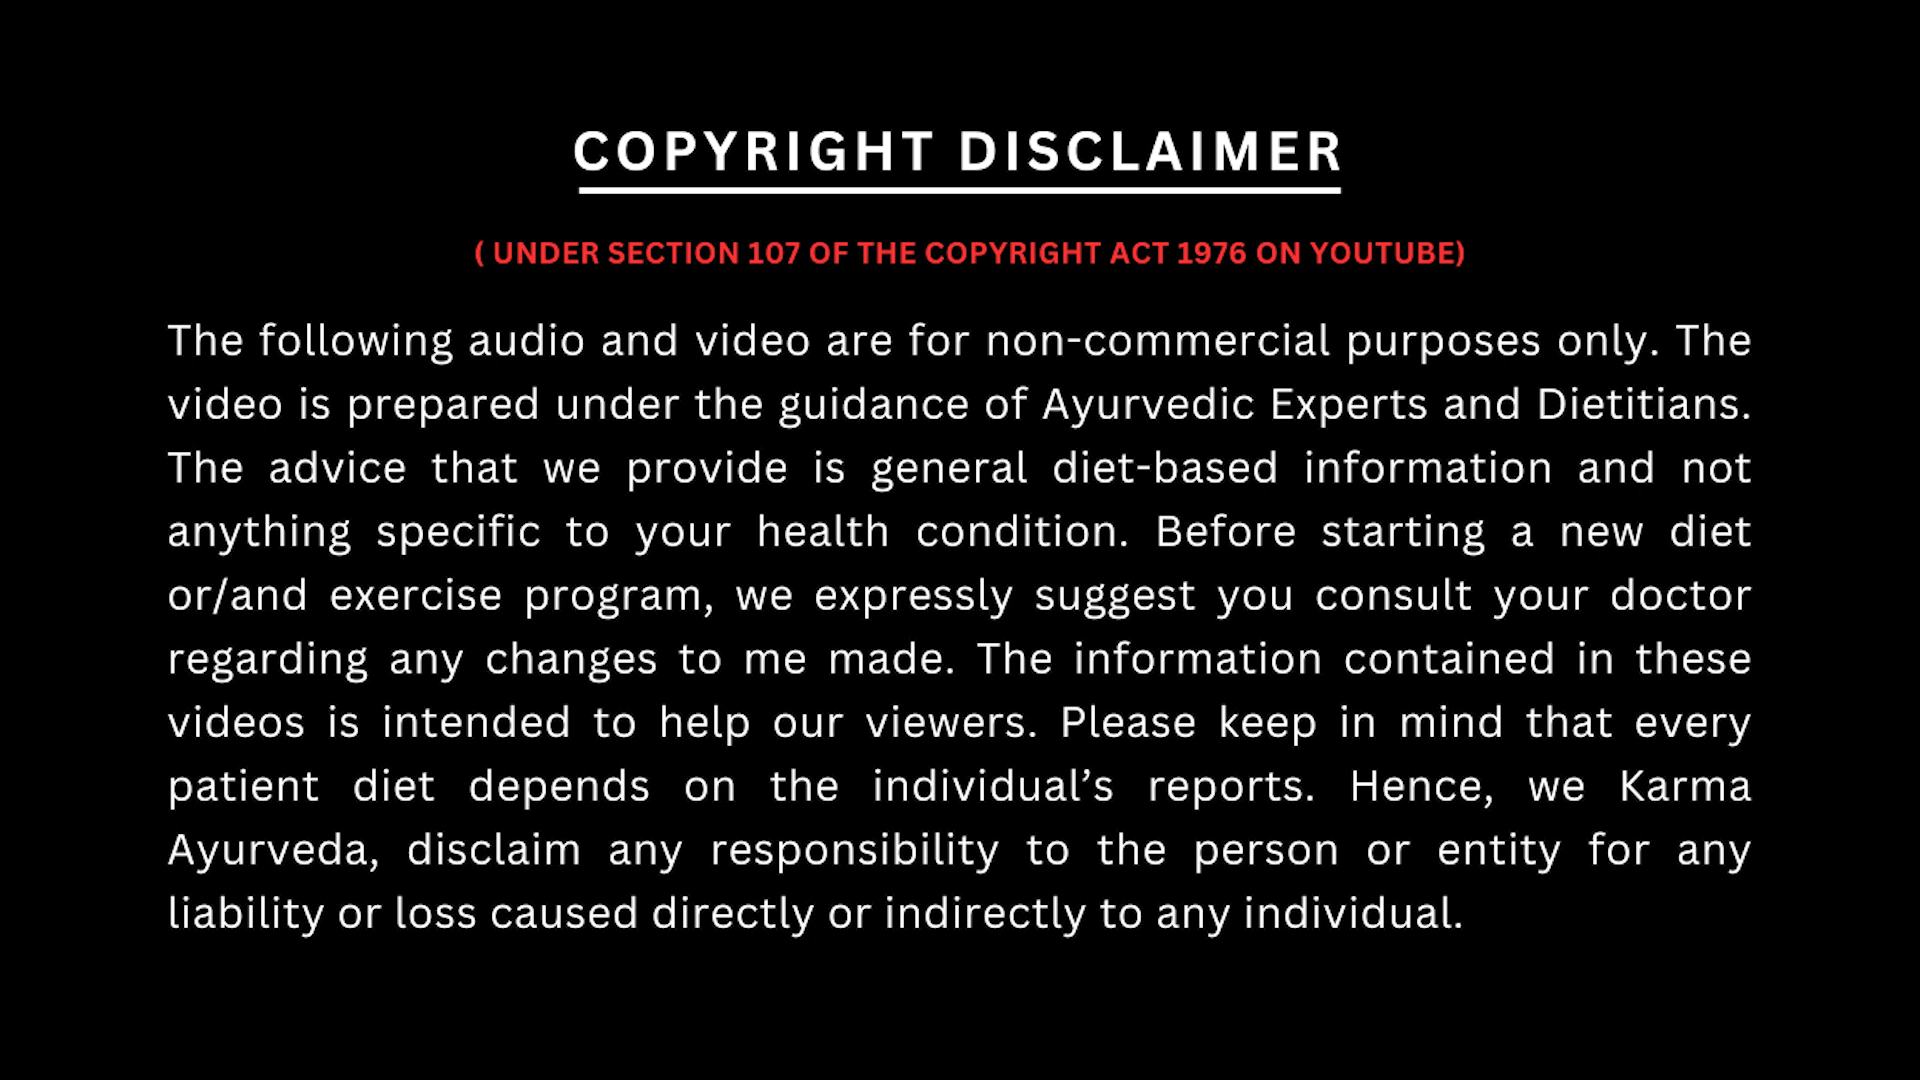 COPYRIGHT DISCLAIMER
( UNDER SECTION 107 OF THE COPYRIGHT ACT 1976 ON YOUTUBE)
The following audio and video are for non-commercial purposes only. The
video is prepared under the guidance of Ayurvedic Experts and Dietitians.
The advice that we provide is general diet-based information and not
anything specific to your health condition. Before starting a new diet
or/and exercise program, we expressly suggest you consult your doctor
regarding any changes to me made. The information contained in these
videos is intended to help our viewers. Please keep in mind that every
patient diet depends on the individual’s reports. Hence, we Karma
Ayurveda, disclaim any responsibility to the person or entity for any
liability or loss caused directly or indirectly to any individual.